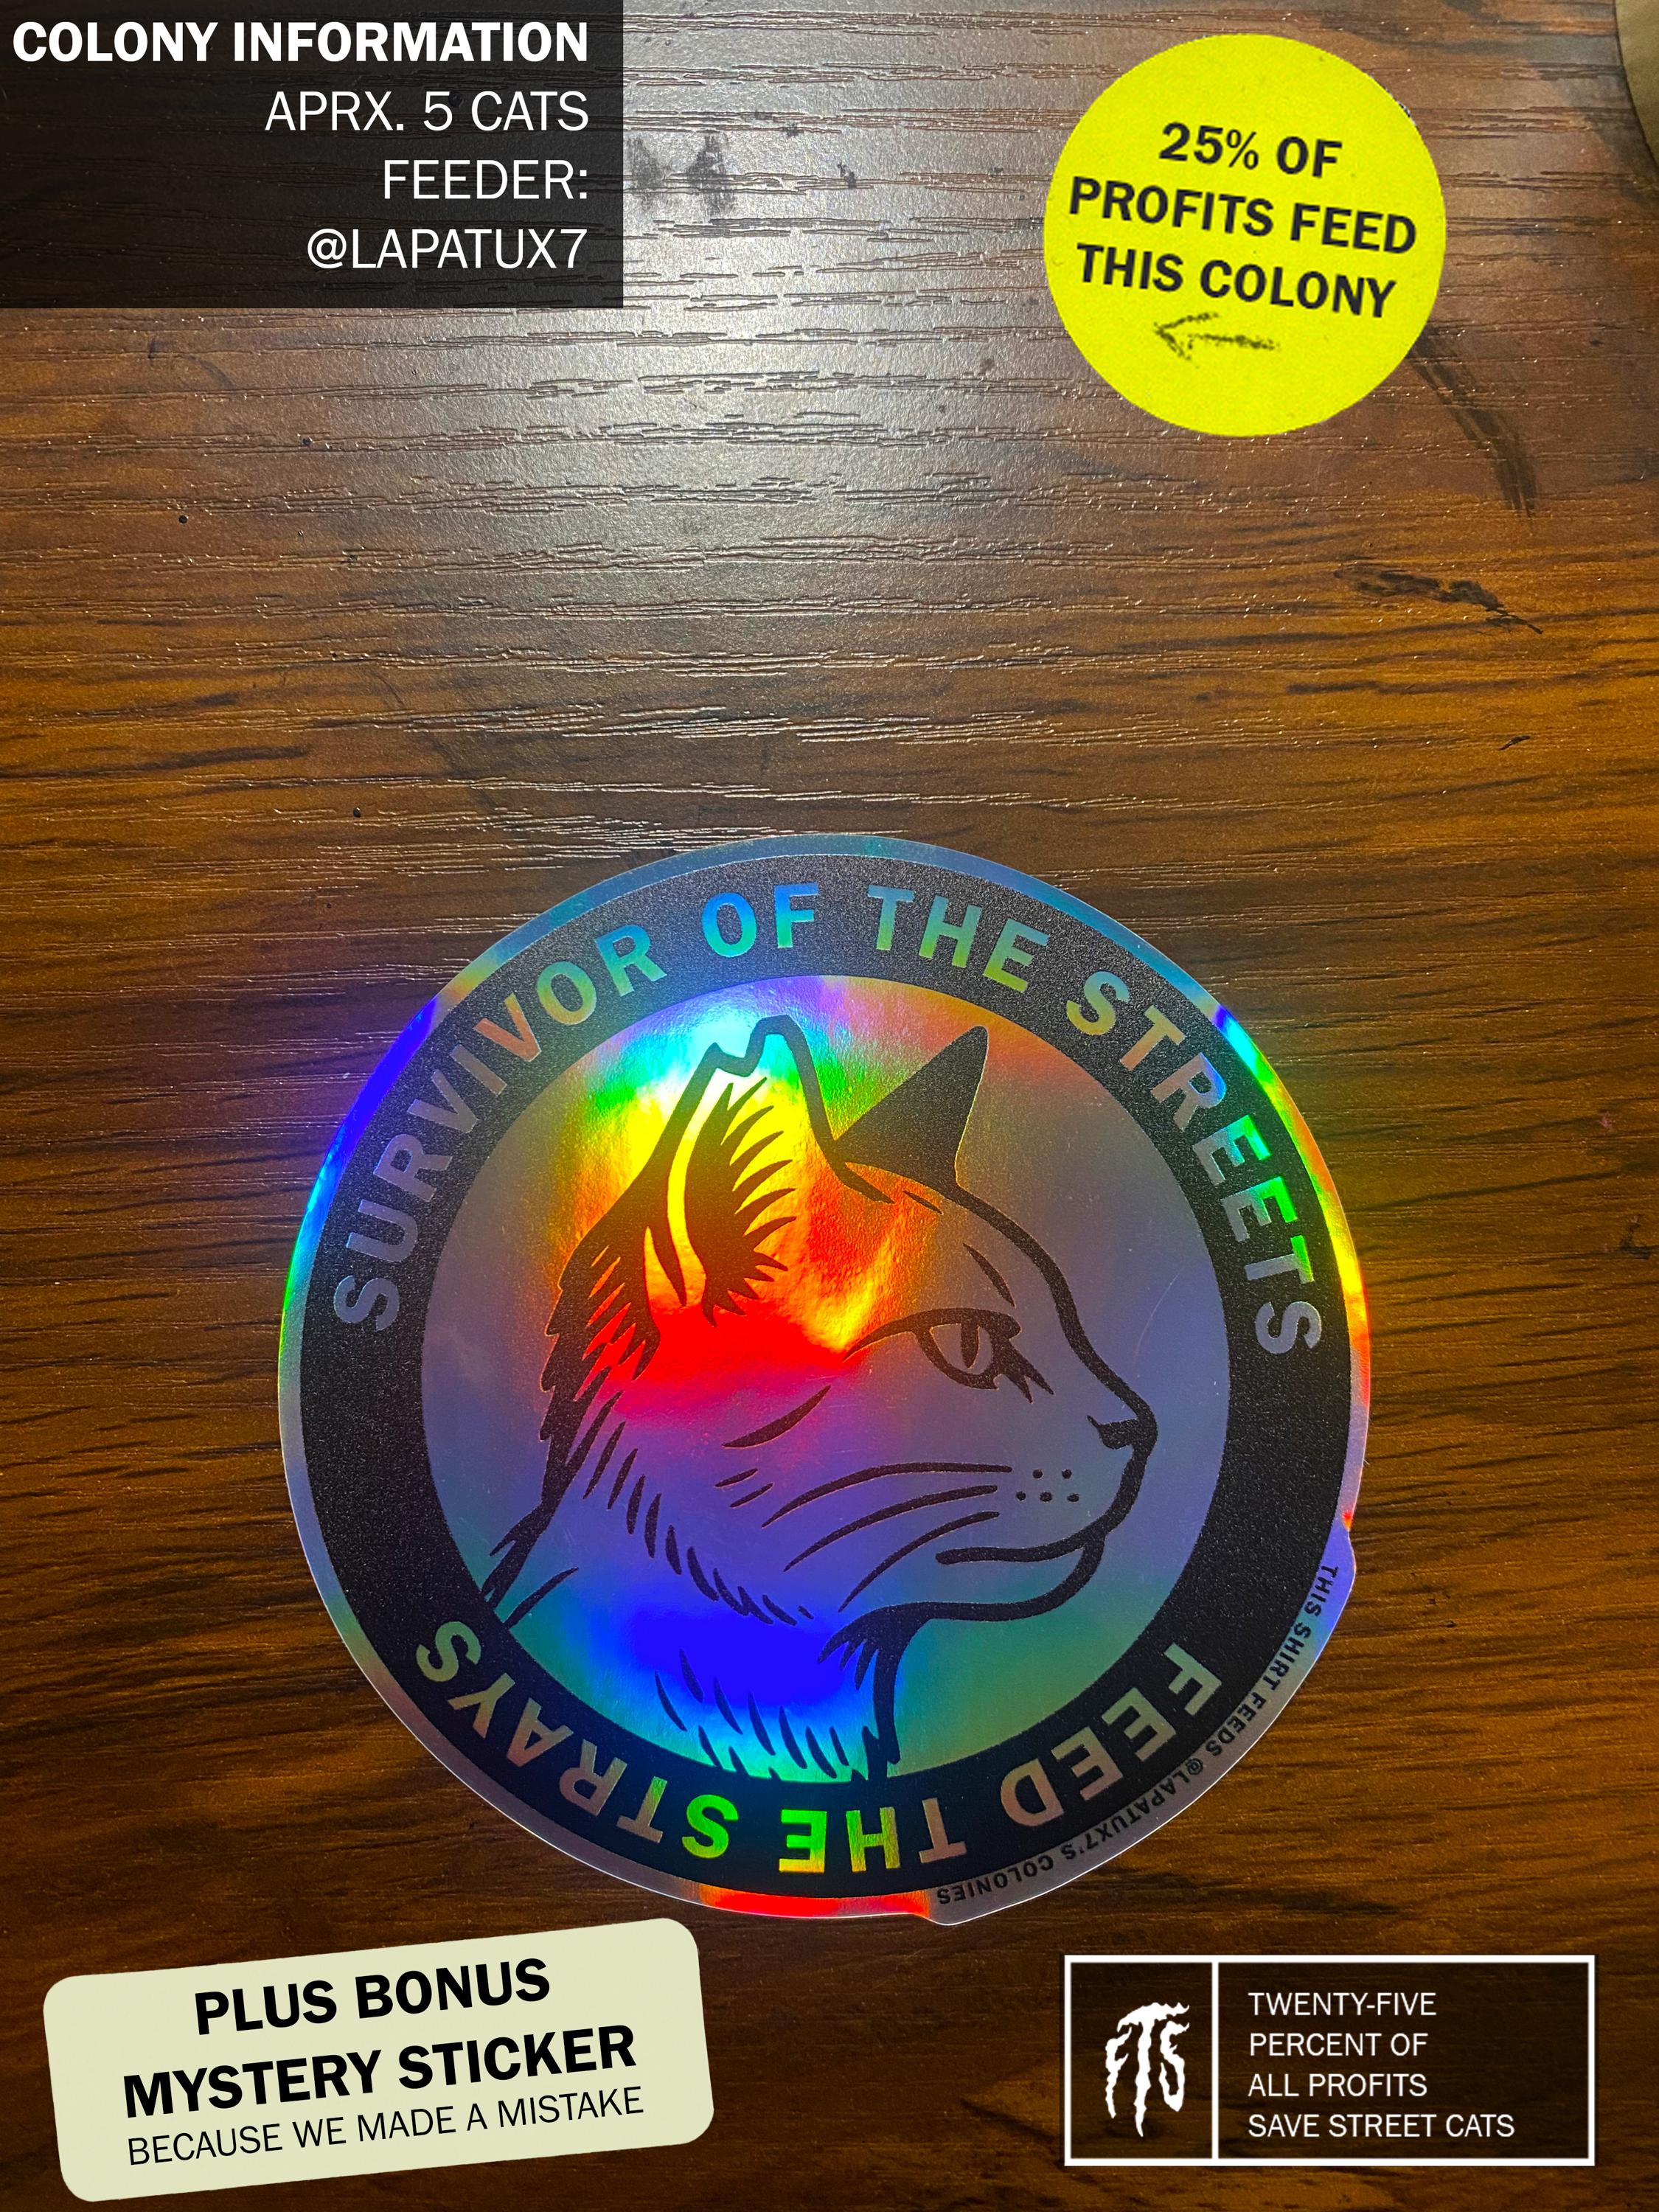 COLONY INFORMATION
APRX. 5 CATS
FEEDER:
@LAPATUX7
25% OF
PROFITS FEED
THIS COLONY
SURVIVOR OF THE STREETS
FEED THE STRAYS
THIS SHIRT FEEDS @LAPATUX7'S COLONIES
PLUS BONUS
MYSTERY STICKER
BECAUSE WE MADE A MISTAKE
FTS
TWENTY-FIVE
PERCENT OF
ALL PROFITS
SAVE STREET CATS